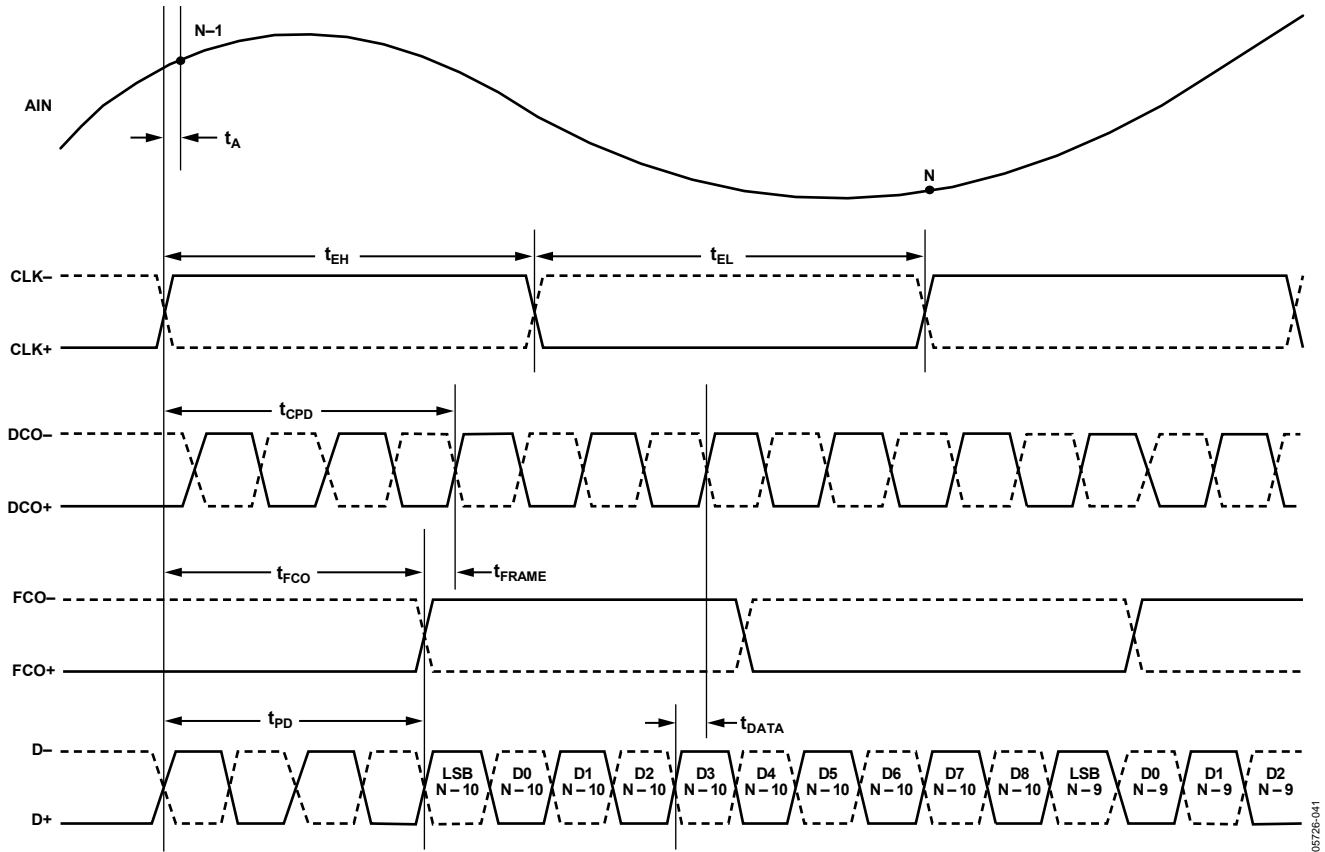 N–1
AIN
tA
N
tEH
tEL
CLK–
CLK+
tCPD
DCO–
DCO+
tFCO
tFRAME
FCO–
FCO+
tPD
tDATA
D–
D+
LSB N – 10
D0 N – 10
D1 N – 10
D2 N – 10
D3 N – 10
D4 N – 10
D5 N – 10
D6 N – 10
D7 N – 10
D8 N – 10
LSB N – 9
D0 N – 9
D1 N – 9
D2 N – 9
05726-041